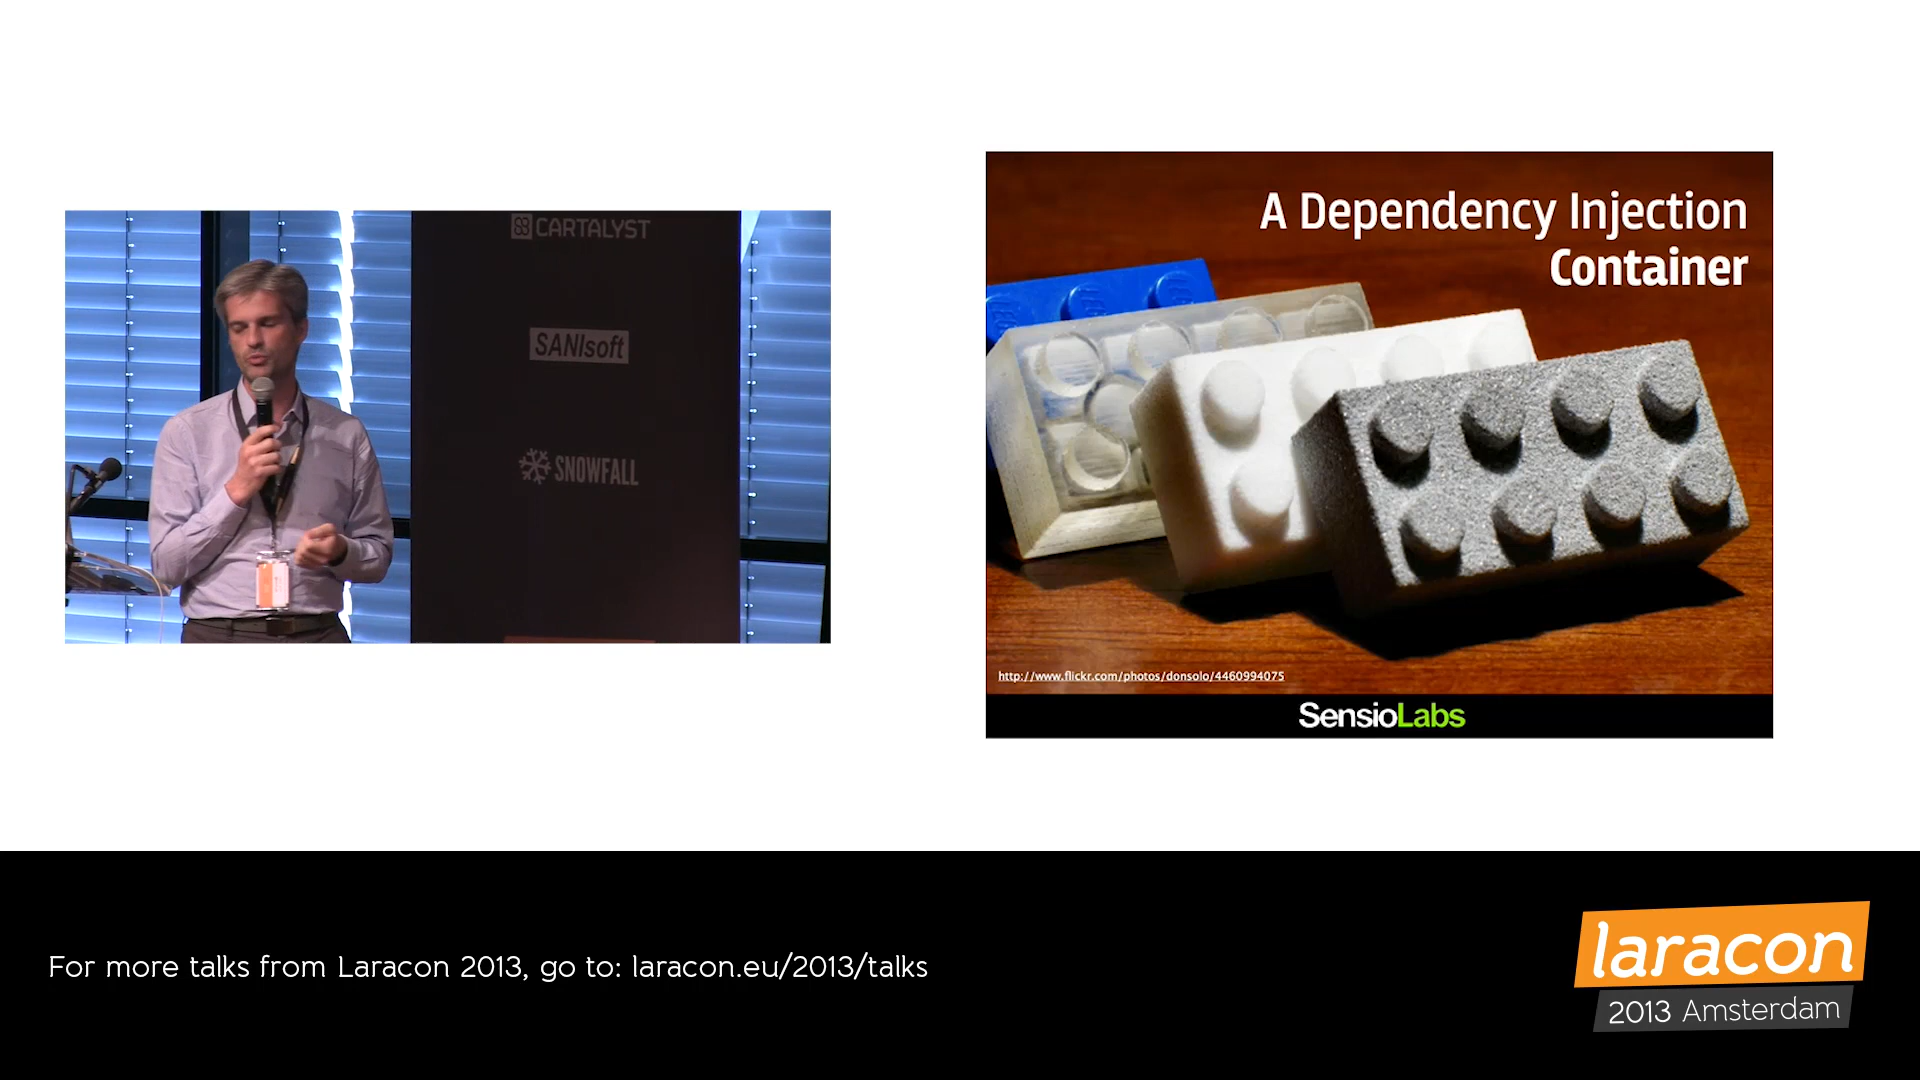 CARTALYST
SANIsoft
SNOWFALL
A Dependency Injection
Container
http://www.flickr.com/photos/donsolo/4460994075
SensioLabs
For more talks from Laracon 2013, go to: laracon.eu/2013/talks
laracon
2013 Amsterdam